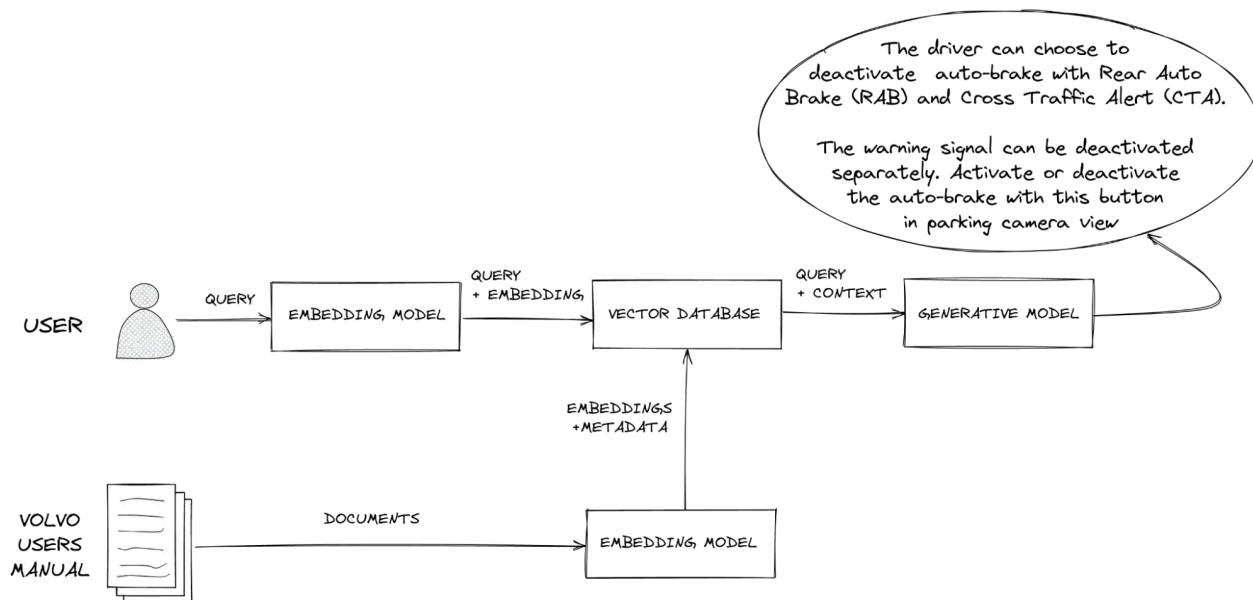 The driver can choose to
deactivate auto-brake with Rear Auto
Brake (RAB) and Cross Traffic Alert (CTA).
The warning signal can be deactivated
separately. Activate or deactivate
the auto-brake with this button
in parking camera view
USER
QUERY
EMBEDDING MODEL
QUERY
+ EMBEDDING
VECTOR DATABASE
QUERY
+ CONTEXT
GENERATIVE MODEL
EMBEDDINGS
+METADATA
VOLVO
USERS
MANUAL
DOCUMENTS
EMBEDDING MODEL